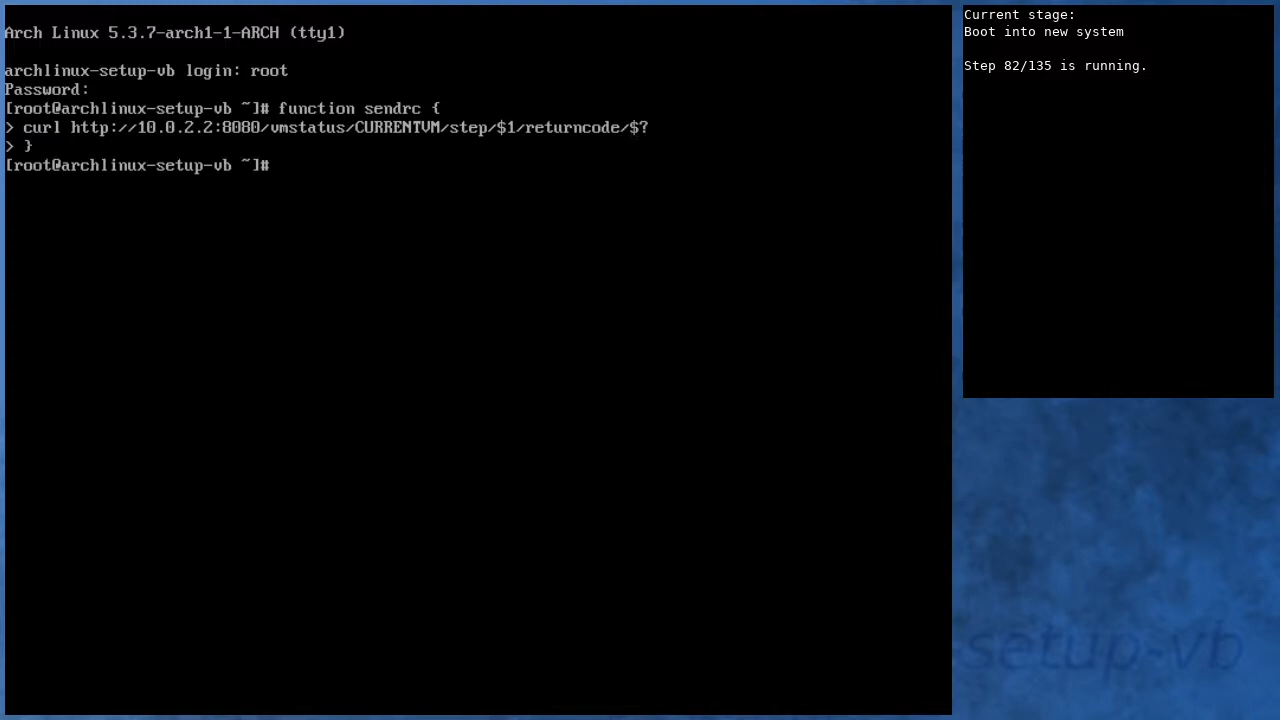 Arch Linux 5.3.7-arch1-1-ARCH (tty1)
archlinux-setup-vb login: root
Password:
[root@archlinux-setup-vb ~]# function sendrc {
> curl http://10.0.2.2:8080/vmstatus/CURRENTVM/step/$1/returncode/$?
> }
[root@archlinux-setup-vb ~]#
Current stage:
Boot into new system
Step 82/135 is running.
setup-vb